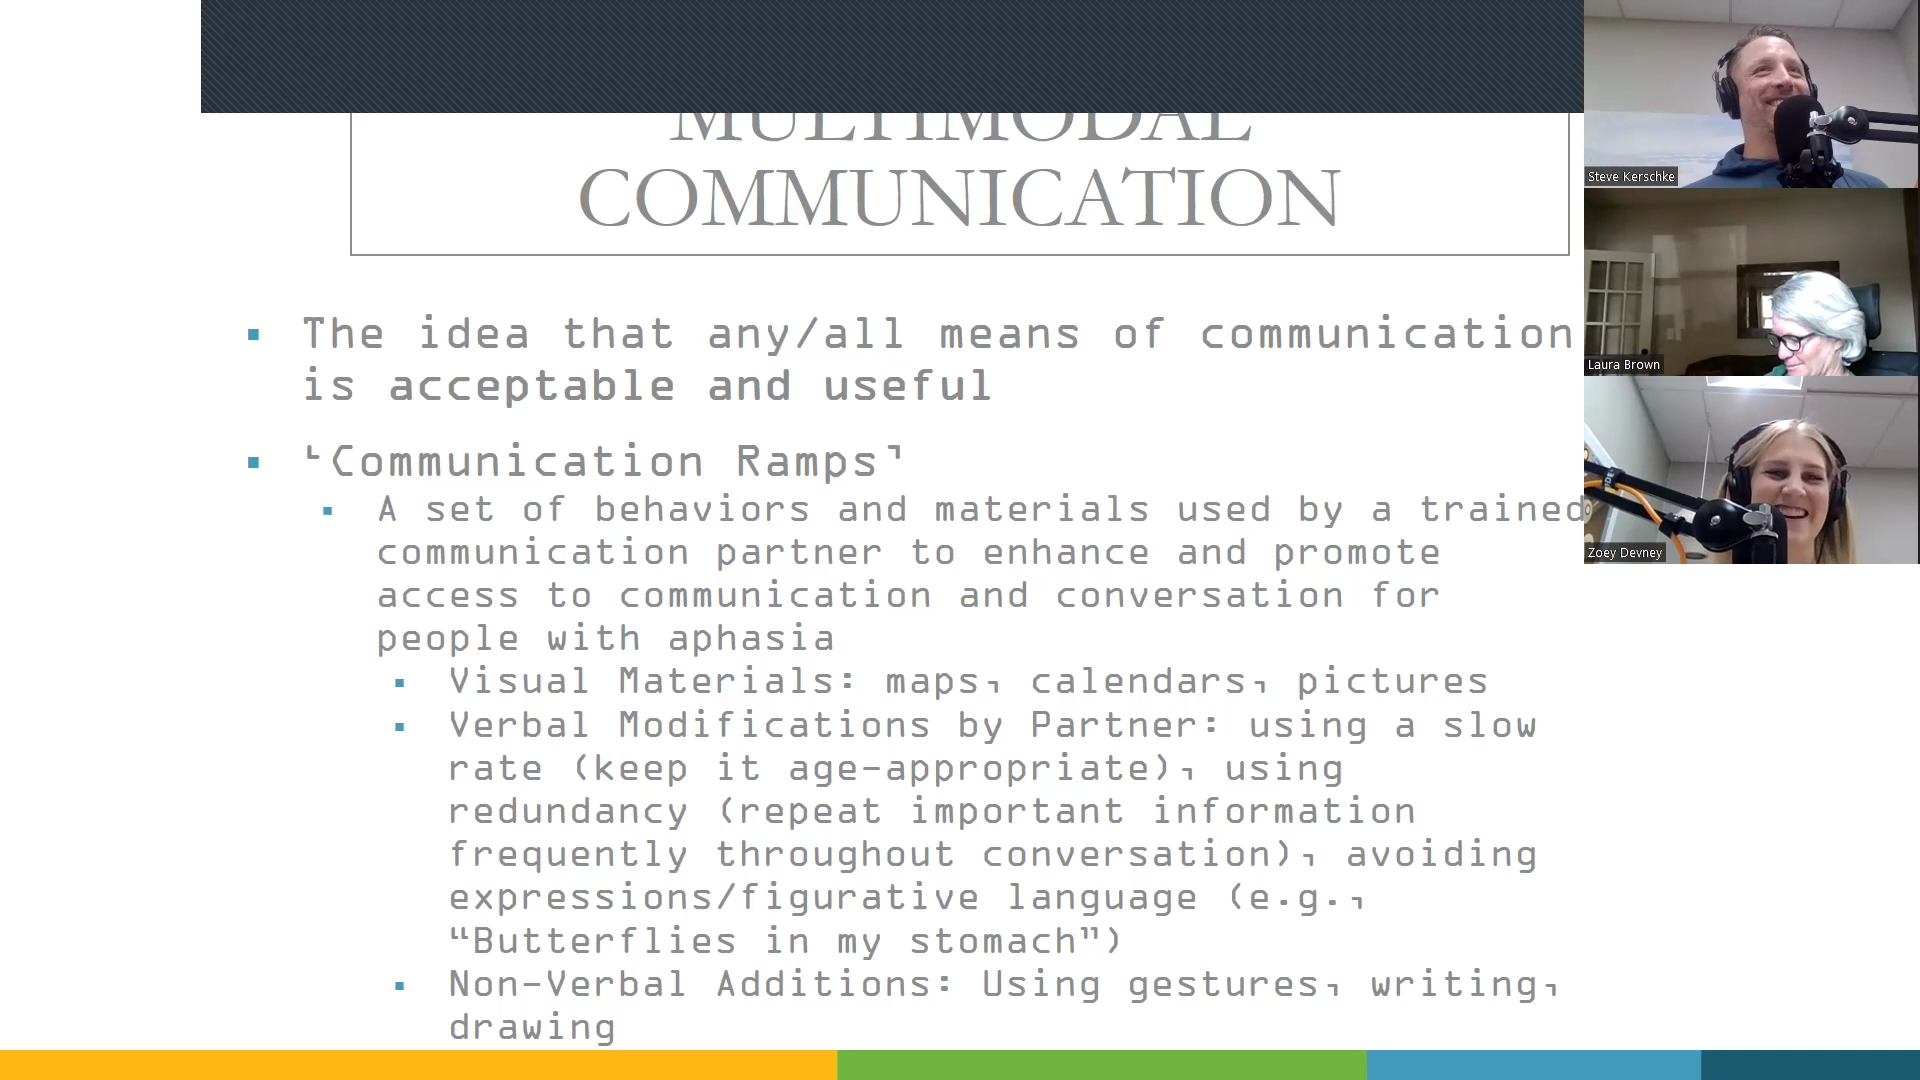 MULTIMODAL
COMMUNICATION
The idea that any/all means of communication
is acceptable and useful
‘Communication Ramps’
A set of behaviors and materials used by a trained
communication partner to enhance and promote
access to communication and conversation for
people with aphasia
Visual Materials: maps, calendars, pictures
Verbal Modifications by Partner: using a slow
rate (keep it age-appropriate), using
redundancy (repeat important information
frequently throughout conversation), avoiding
expressions/figurative language (e.g.,
“Butterflies in my stomach”)
Non-Verbal Additions: Using gestures, writing,
drawing
Steve Kerschke
Laura Brown
Zoey Devney